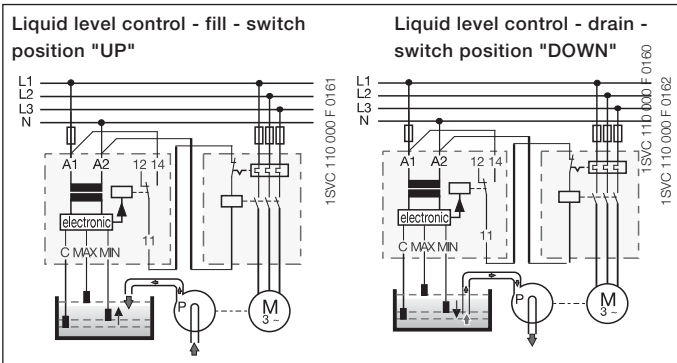 Liquid level control - fill - switch
position "UP"
L1
L2
L3
N
A1 A2 12 14
electronic
11
C MAX MIN
P
M
3 ~
1SVC 110 000 F 0161
Liquid level control - drain -
switch position "DOWN"
L1
L2
L3
N
A1 A2 12 14
electronic
11
C MAX MIN
P
M
3 ~
1SVC 110 000 F 0160
1SVC 110 000 F 0162